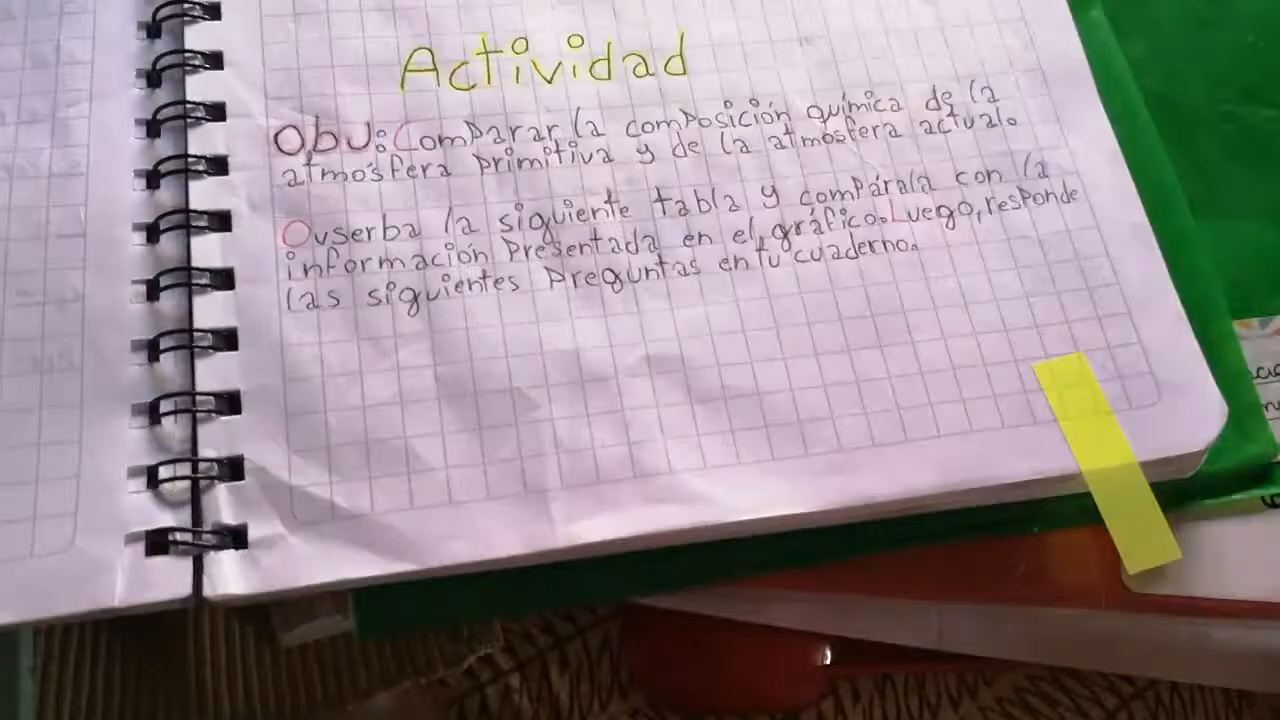 Actividad
ObJ: Comparar la composición química de la
atmósfera primitiva y de la atmósfera actual.
Ovserba la siguiente tabla y compárala con la
información Presentada en el gráfico. Luego, responde
las siguientes Preguntas en tu cuaderno.